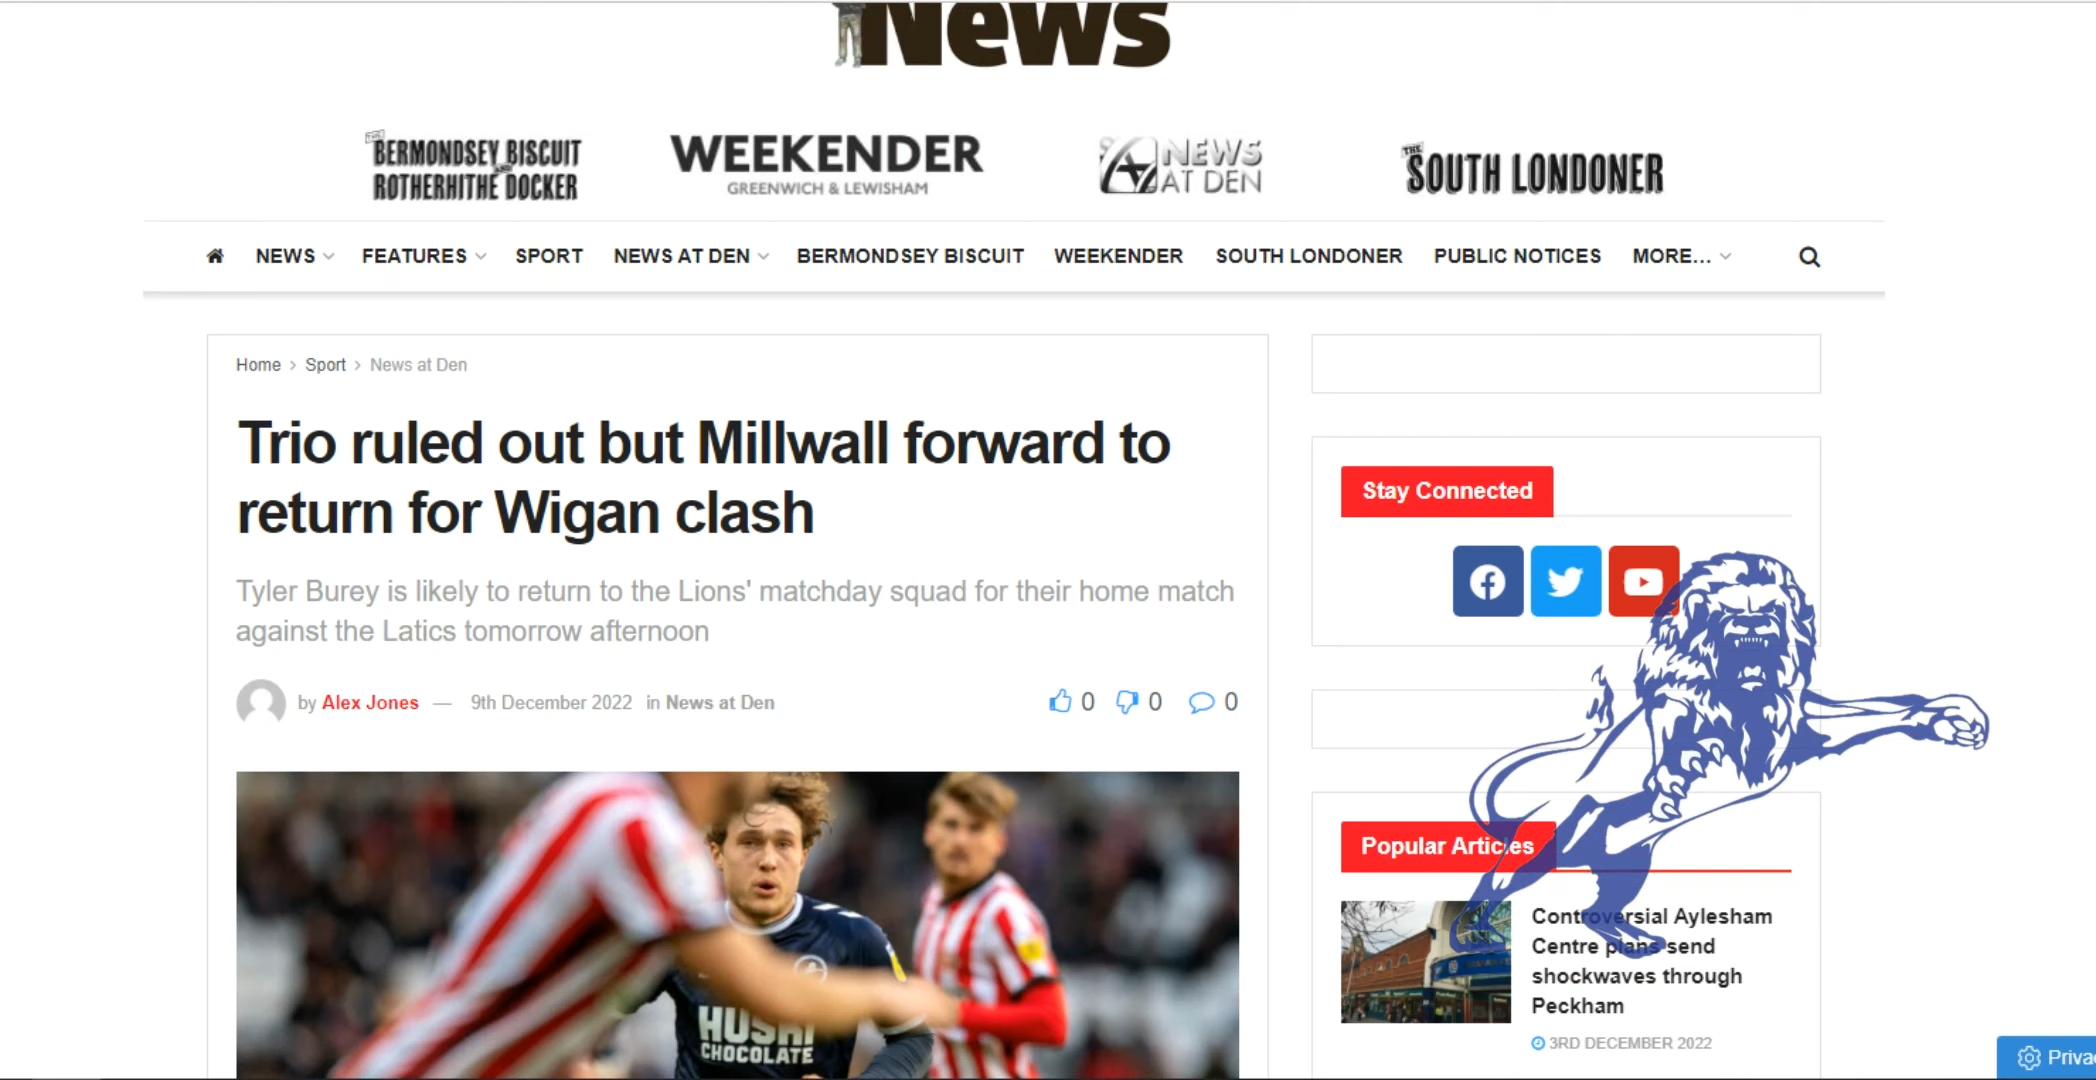 News
THE
BERMONDSEY BISCUIT
AND
ROTHERHITHE DOCKER
WEEKENDER
GREENWICH & LEWISHAM
NEWS
AT DEN
THE
SOUTH LONDONER
NEWS FEATURES SPORT NEWS AT DEN BERMONDSEY BISCUIT WEEKENDER SOUTH LONDONER PUBLIC NOTICES MORE...
Home > Sport > News at Den
Trio ruled out but Millwall forward to
return for Wigan clash
Tyler Burey is likely to return to the Lions' matchday squad for their home match
against the Latics tomorrow afternoon
by Alex Jones — 9th December 2022 in News at Den
0 0 0
HUSKI
CHOCOLATE
Stay Connected
Popular Articles
Controversial Aylesham
Centre plans send
shockwaves through
Peckham
3RD DECEMBER 2022
Priva